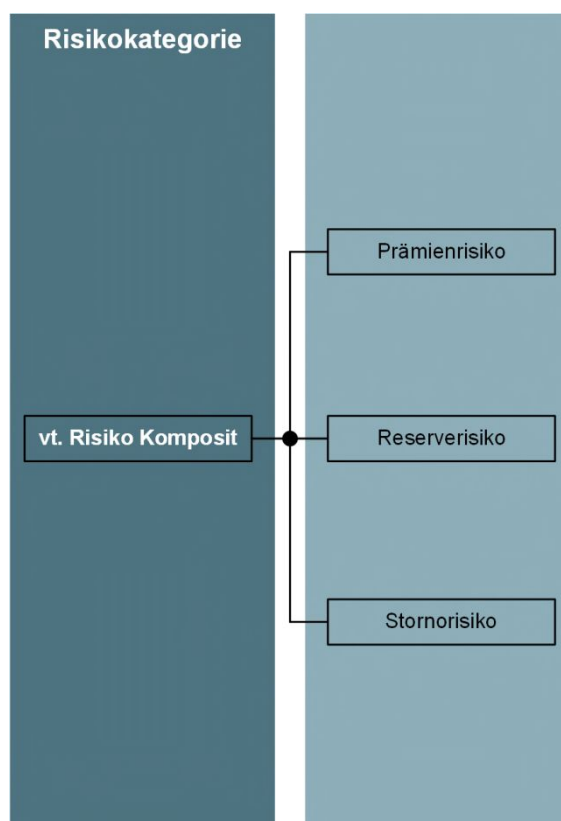 Risikokategorie
Prämienrisiko
vt. Risiko Komposit
Reserverisiko
Stornorisiko